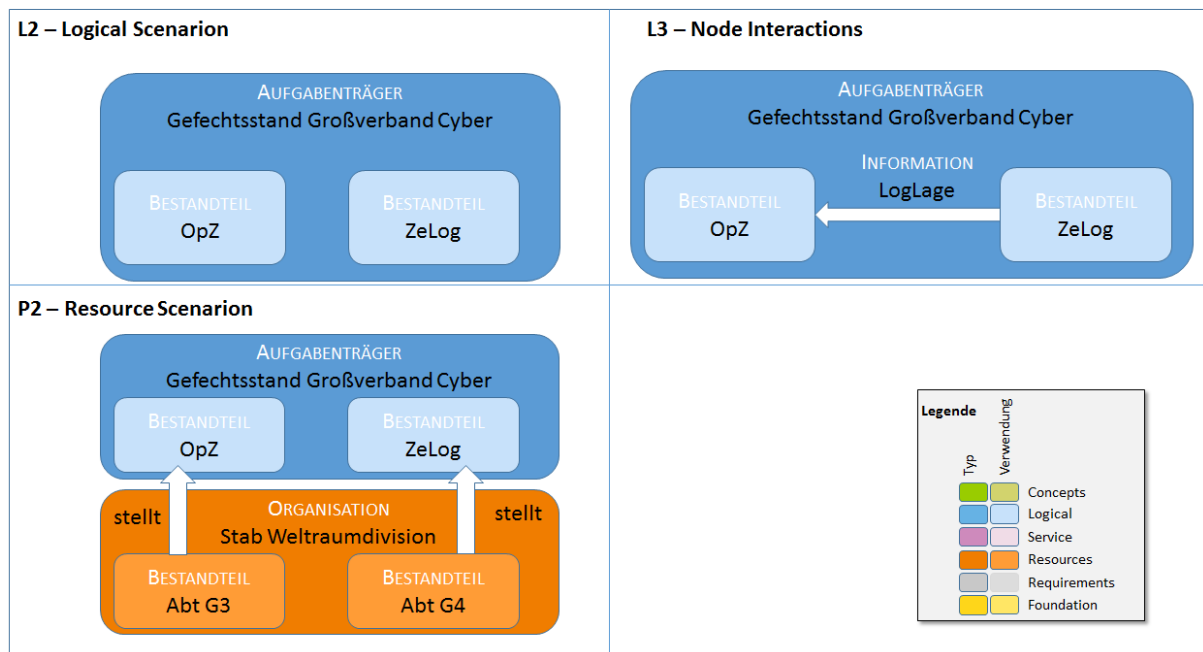 L2 – Logical Scenarion
AUFGABENTRÄGER
Gefechtsstand Großverband Cyber
BESTANDTEIL
OpZ
BESTANDTEIL
ZeLog
L3 – Node Interactions
AUFGABENTRÄGER
Gefechtsstand Großverband Cyber
INFORMATION
LogLage
BESTANDTEIL
OpZ
BESTANDTEIL
ZeLog
P2 – Resource Scenarion
AUFGABENTRÄGER
Gefechtsstand Großverband Cyber
BESTANDTEIL
OpZ
BESTANDTEIL
ZeLog
stellt
ORGANISATION
Stab Weltraumdivision
stellt
BESTANDTEIL
Abt G3
BESTANDTEIL
Abt G4
Legende
Typ
Verwendung
Concepts
Logical
Service
Resources
Requirements
Foundation